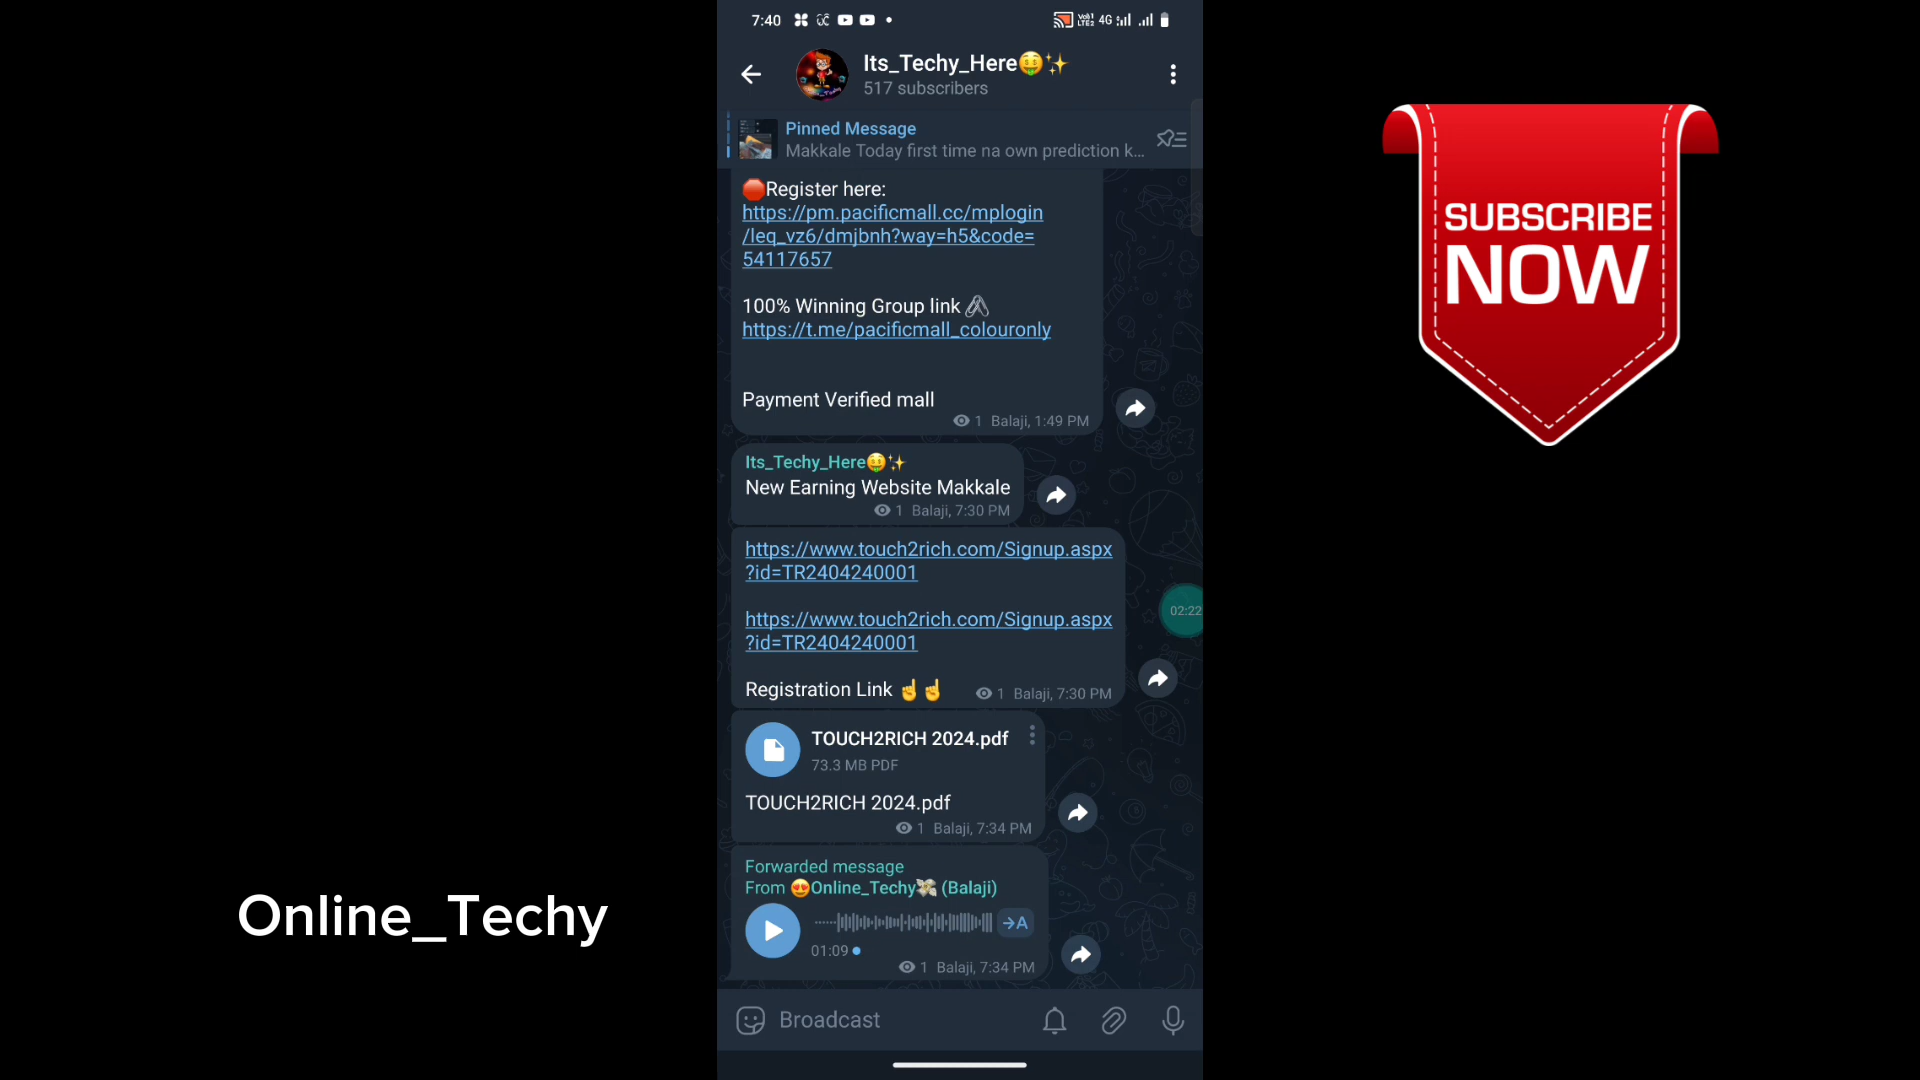 7:40
Vo1 LTE2 4G
Its_Techy_Here🤑✨
517 subscribers
Pinned Message
Makkale Today first time na own prediction k...
🛑Register here:
https://pm.pacificmall.cc/mplogin
/leq_vz6/dmjbnh?way=h5&code=
54117657
100% Winning Group link🖇
https://t.me/pacificmall_colouronly
Payment Verified mall
1 Balaji, 1:49 PM
Its_Techy_Here🤑✨
New Earning Website Makkale
1 Balaji, 7:30 PM
https://www.touch2rich.com/Signup.aspx
?id=TR2404240001
https://www.touch2rich.com/Signup.aspx
?id=TR2404240001
Registration Link ☝️☝️
1 Balaji, 7:30 PM
02:22
TOUCH2RICH 2024.pdf
73.3 MB PDF
TOUCH2RICH 2024.pdf
1 Balaji, 7:34 PM
Forwarded message
From 😍Online_Techy💸 (Balaji)
→A
01:09
1 Balaji, 7:34 PM
Broadcast
Online_Techy
SUBSCRIBE
NOW